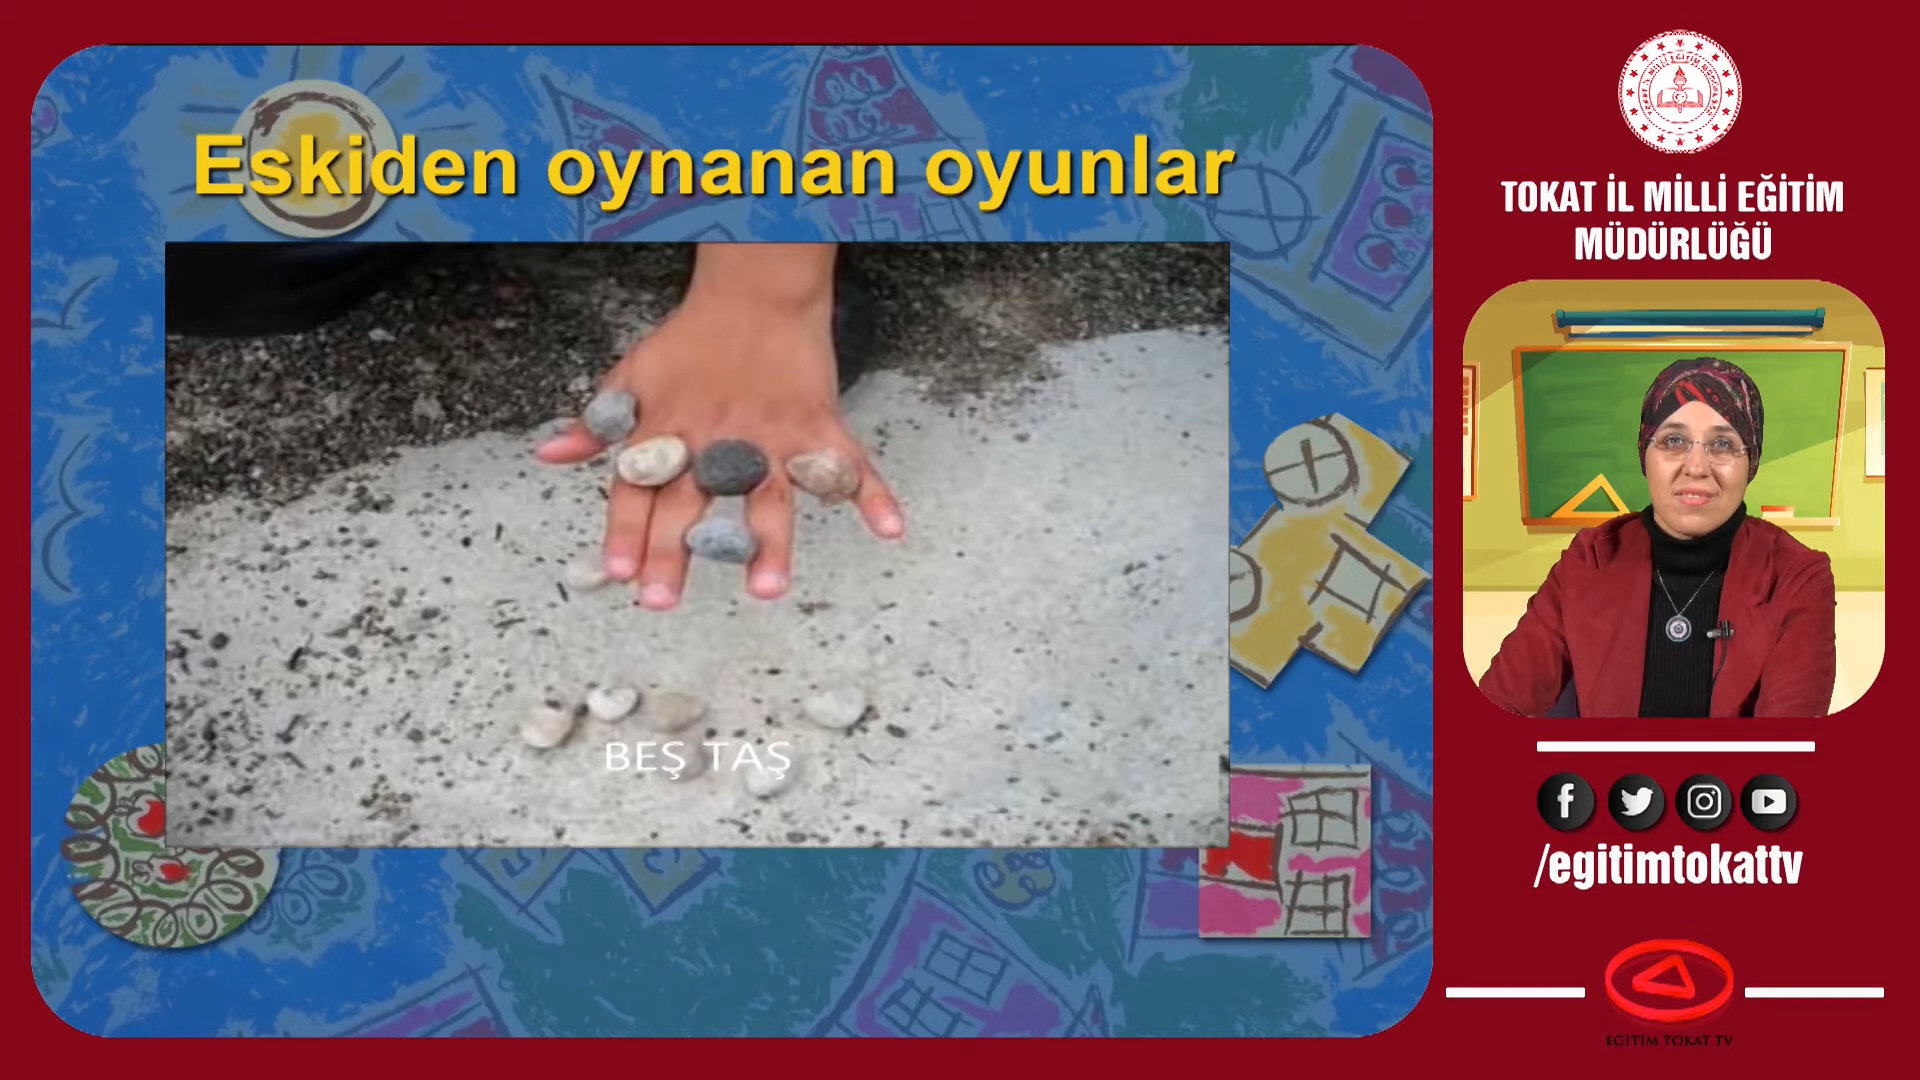 Eskiden oynanan oyunlar
BEŞ TAŞ
TOKAT İL MİLLİ EĞİTİM
MÜDÜRLÜĞÜ
/egitimtokattv
EĞİTİM TOKAT TV